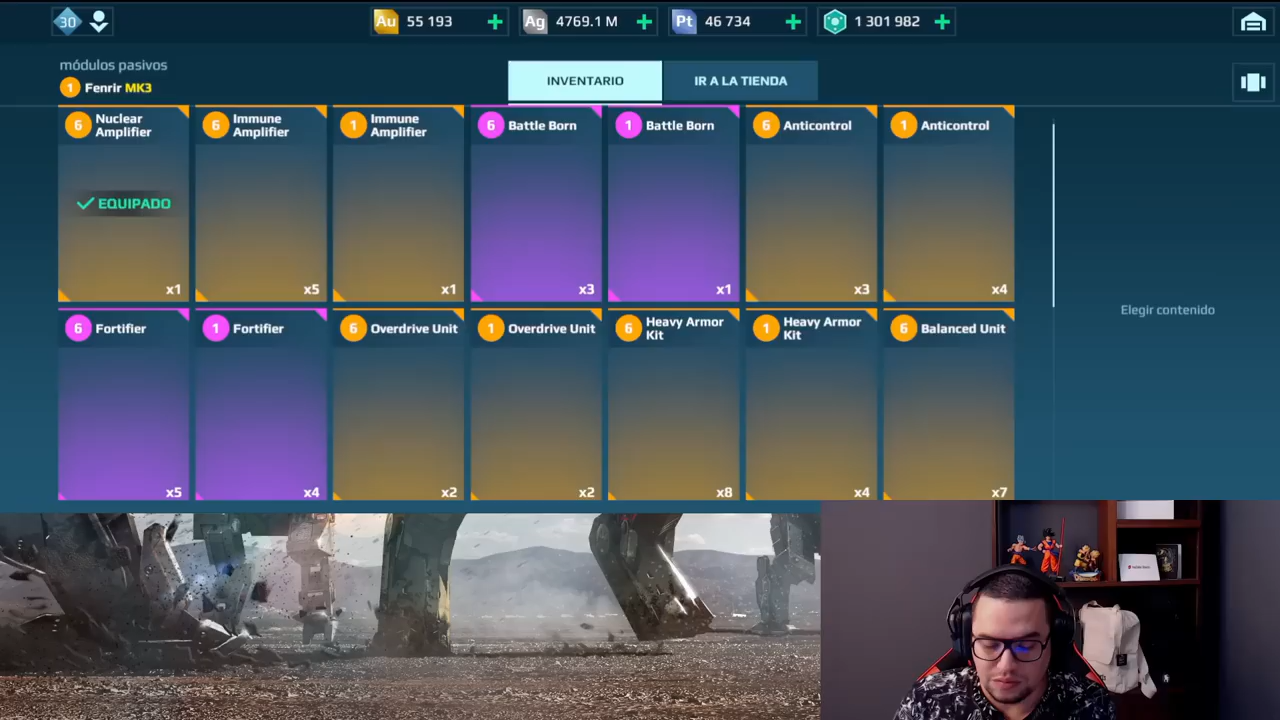 30
Au 55 193 +
Ag 4769.1 M +
Pt 46 734 +
1 301 982 +
módulos pasivos
1 Fenrir MK3
INVENTARIO
IR A LA TIENDA
6 Nuclear
Amplifier
EQUIPADO
x1
6 Immune
Amplifier
x5
1 Immune
Amplifier
x1
6 Battle Born
x3
1 Battle Born
x1
6 Anticontrol
x3
1 Anticontrol
x4
Elegir contenido
6 Fortifier
x5
1 Fortifier
x4
6 Overdrive Unit
x2
1 Overdrive Unit
x2
6 Heavy Armor
Kit
x8
1 Heavy Armor
Kit
x4
6 Balanced Unit
x7